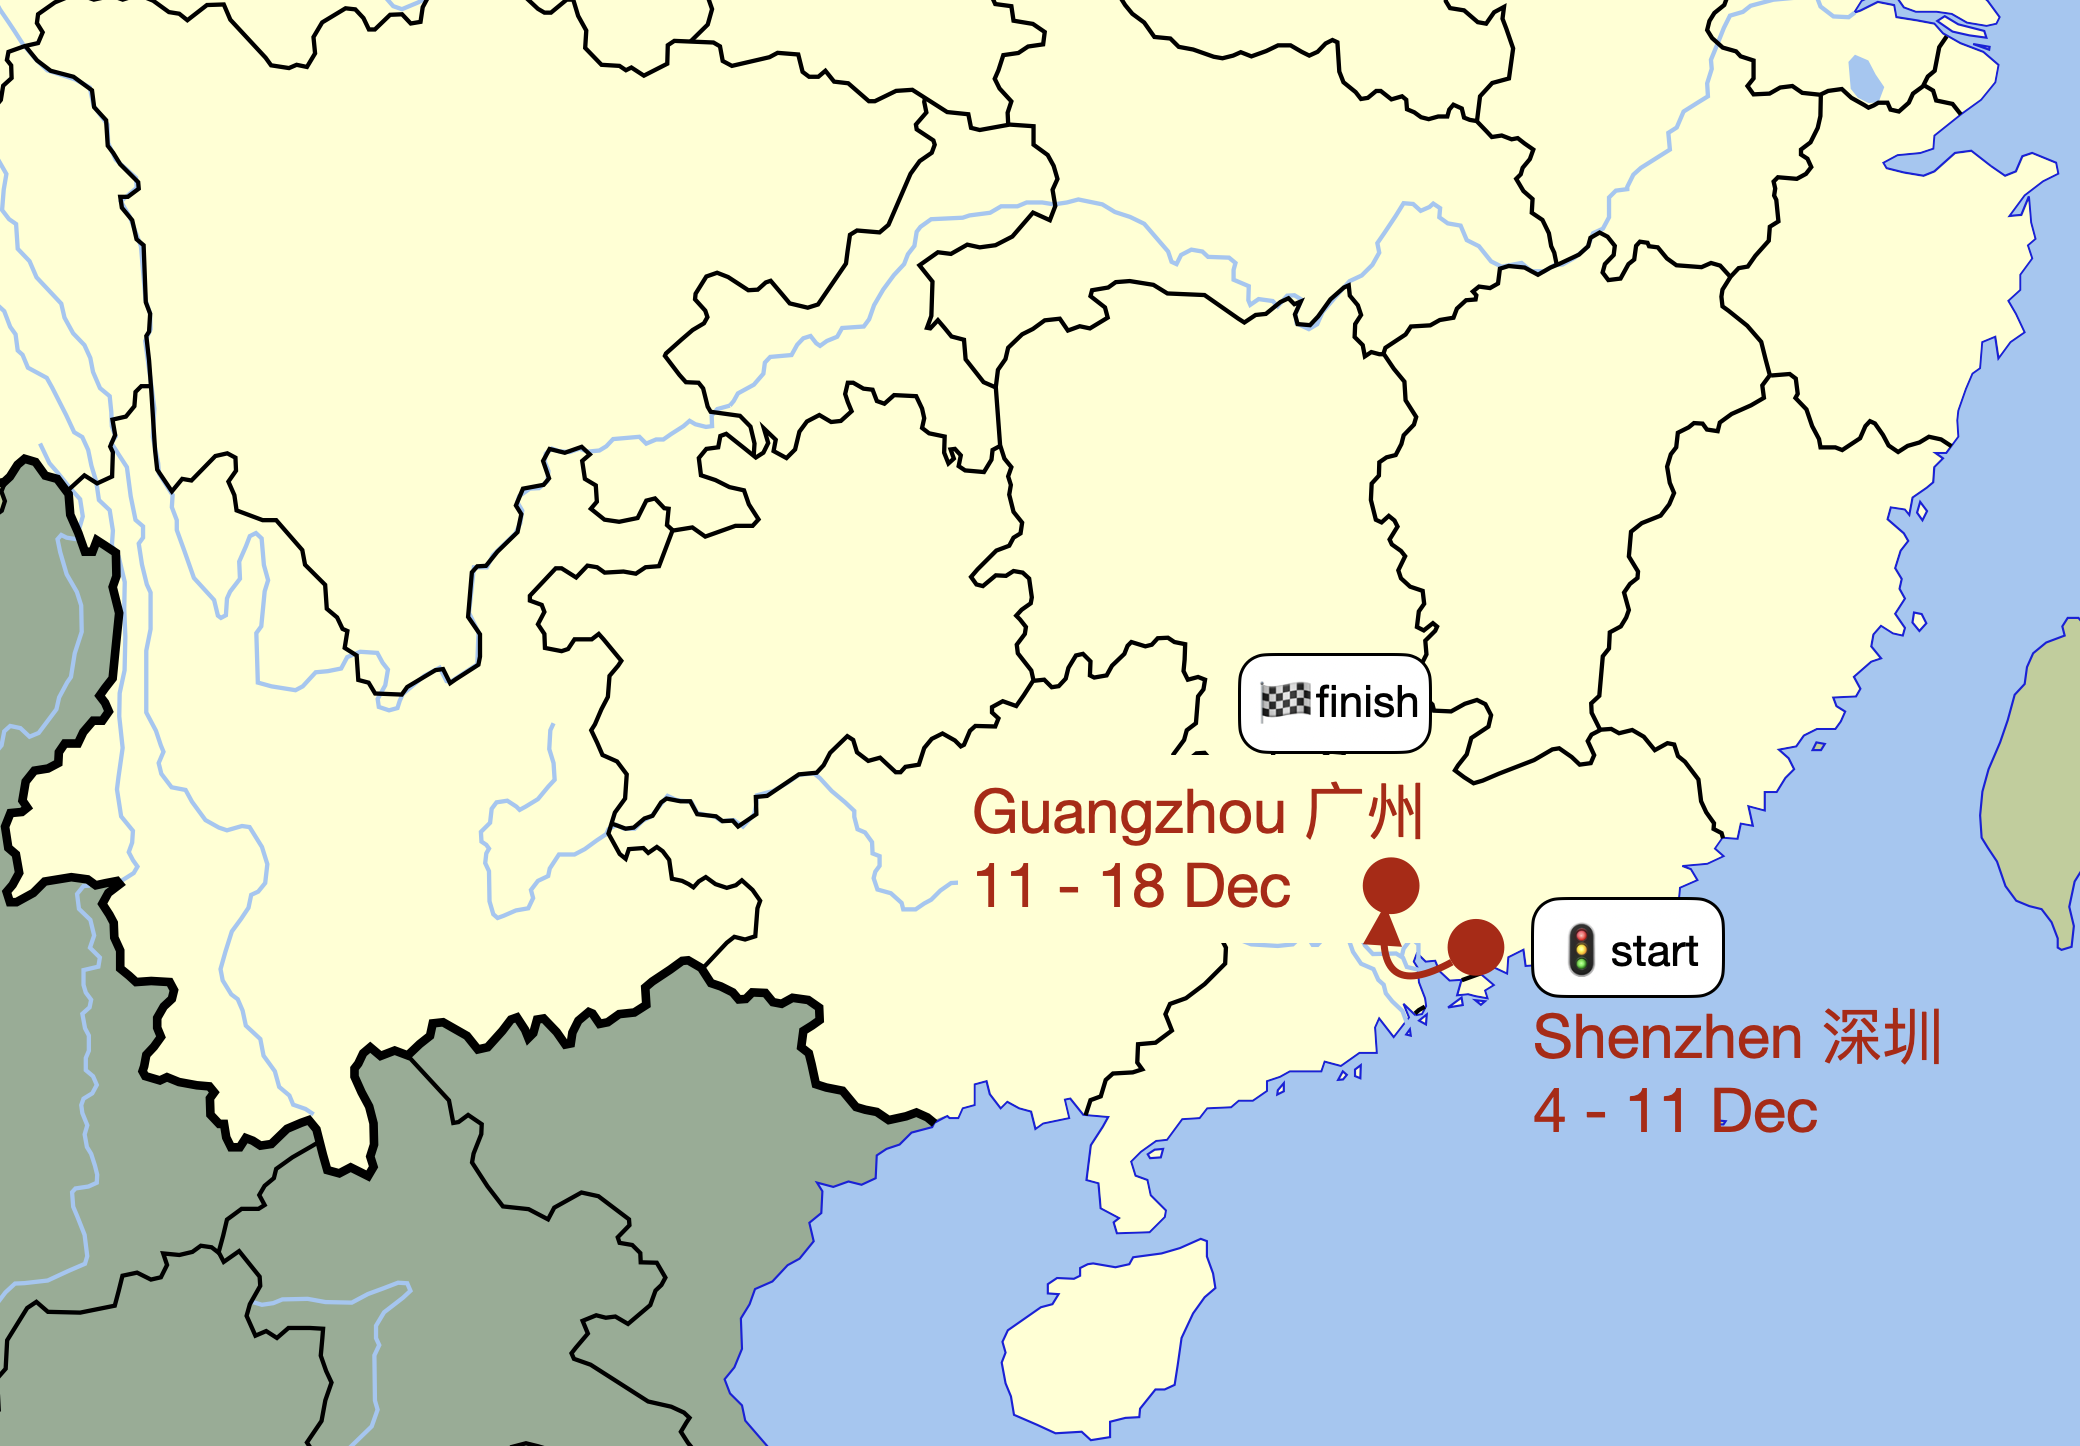 finish
Guangzhou 广州
11 - 18 Dec
start
Shenzhen 深圳
4 - 11 Dec